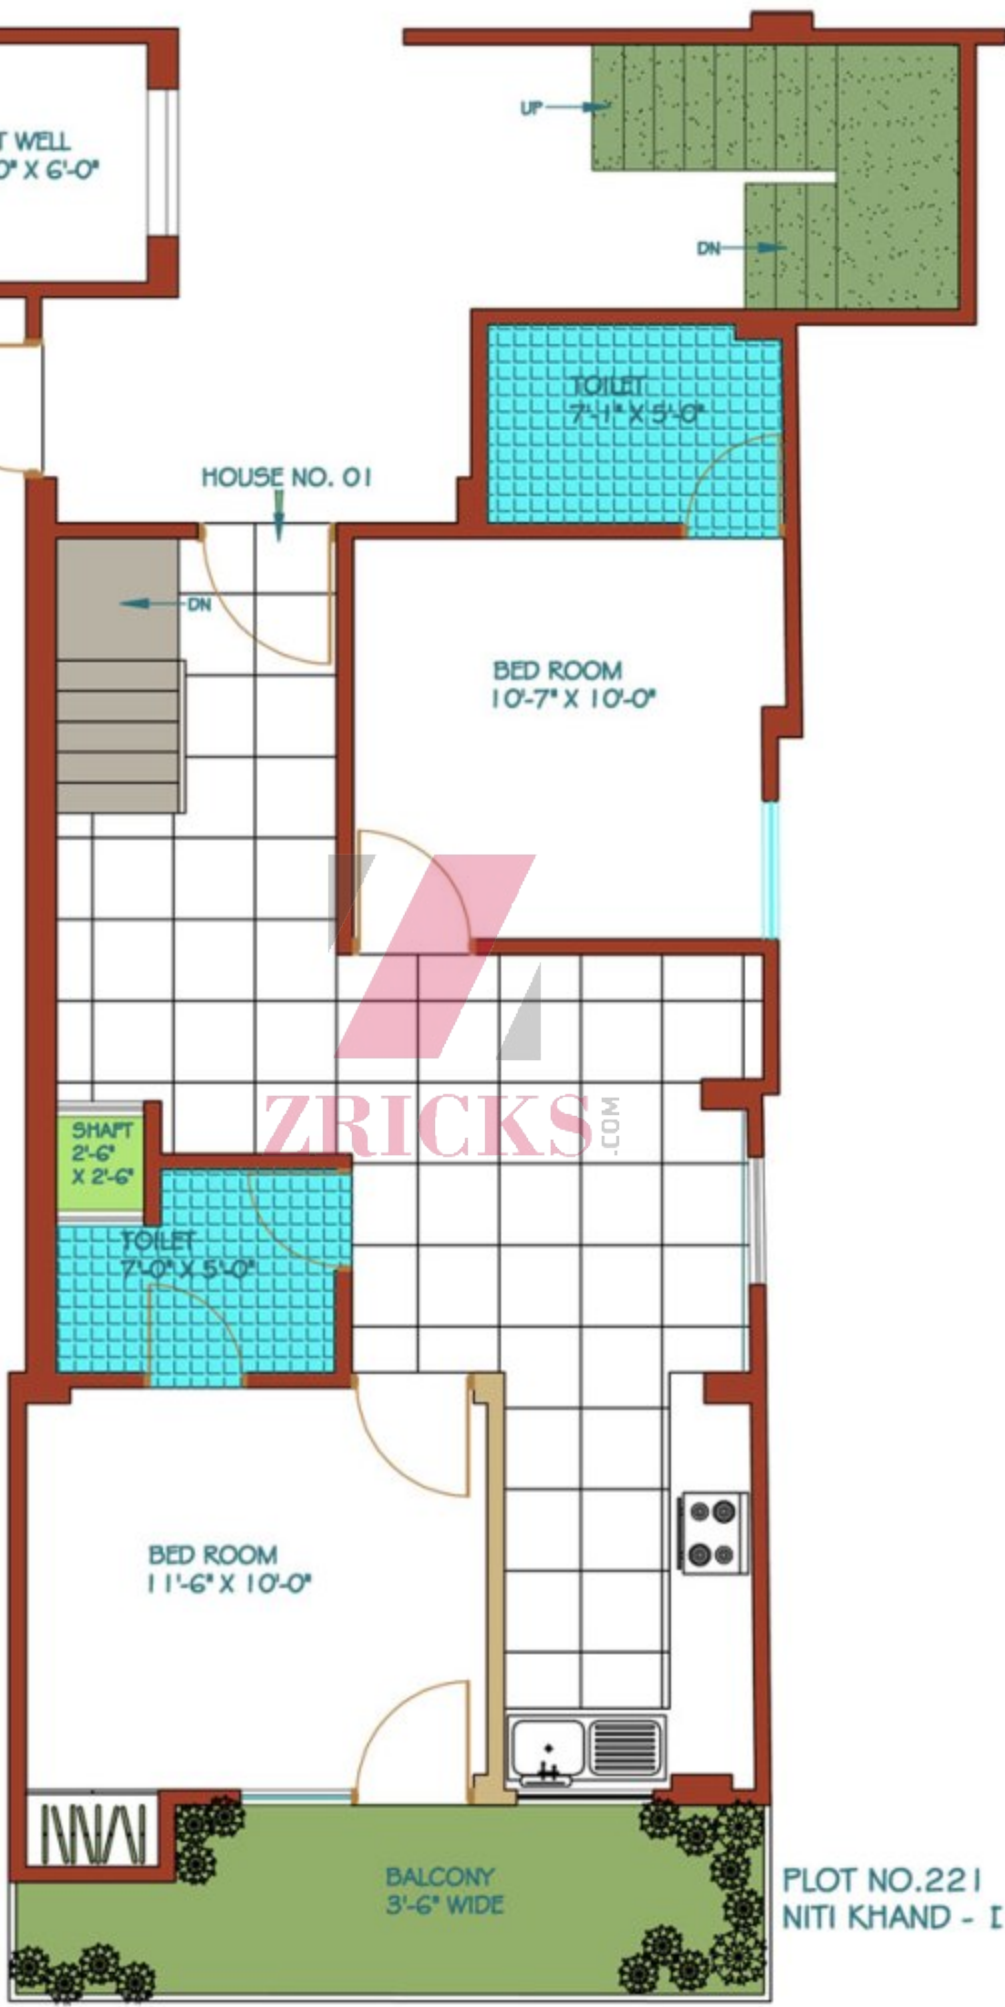 T WELL
0" X 6'-0"
UP
DN
TOILET
7'-1" X 5'-0"
HOUSE NO. 01
DN
BED ROOM
10'-7" X 10'-0"
ZRICKS.COM
SHAFT
2'-6"
X 2'-6"
TOILET
7'-0" X 5'-0"
BED ROOM
11'-6" X 10'-0"
BALCONY
3'-6" WIDE
PLOT NO.221
NITI KHAND - I